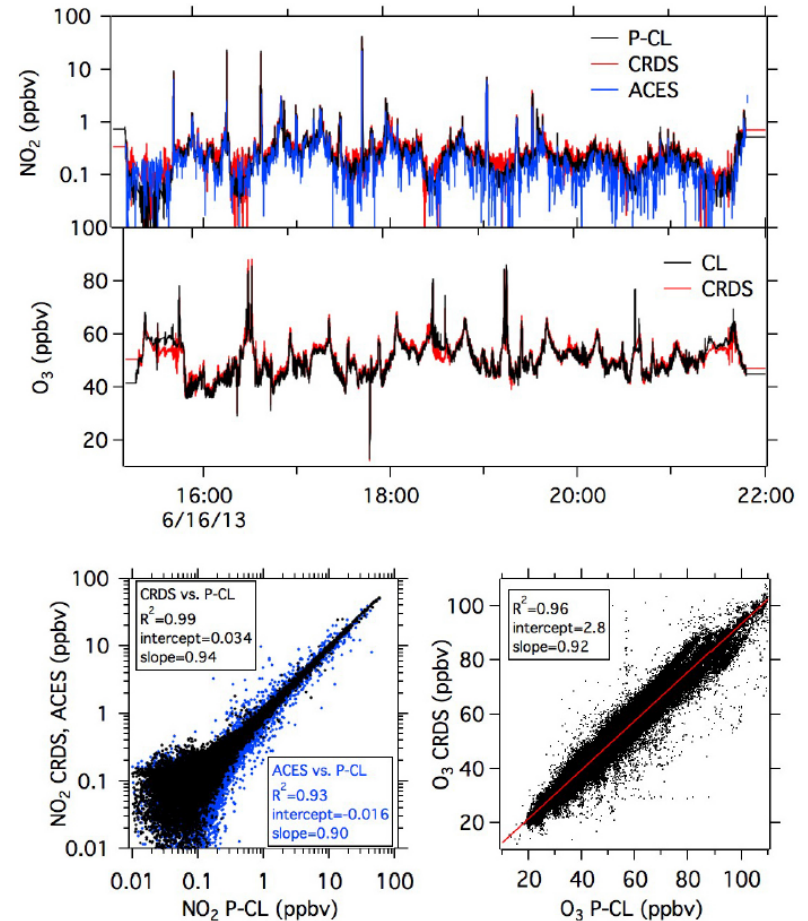 100
10
1
0.1
100
NO2 (ppbv)
P-CL
CRDS
ACES
80
60
40
20
O3 (ppbv)
CL
CRDS
16:00
18:00
20:00
22:00
6/16/13
100
10
1
0.1
0.01
NO2 CRDS, ACES (ppbv)
CRDS vs. P-CL
R2=0.99
intercept=0.034
slope=0.94
ACES vs. P-CL
R2=0.93
intercept=-0.016
slope=0.90
0.01
0.1
1
10
100
NO2 P-CL (ppbv)
100
80
60
40
20
O3 CRDS (ppbv)
R2=0.96
intercept=2.8
slope=0.92
20
40
60
80
100
O3 P-CL (ppbv)